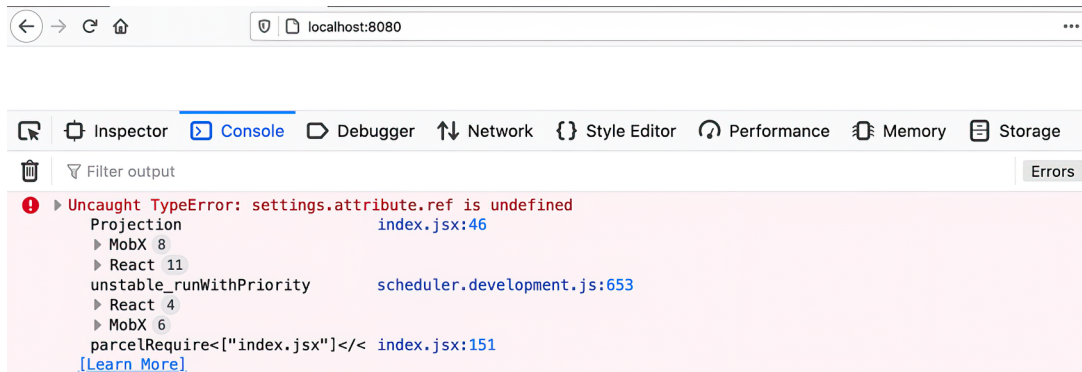 localhost:8080
Inspector Console Debugger Network {} Style Editor Performance Memory Storage
Filter output Errors
Uncaught TypeError: settings.attribute.ref is undefined
Projection index.jsx:46
MobX 8
React 11
unstable_runWithPriority scheduler.development.js:653
React 4
MobX 6
parcelRequire<["index.jsx"]</< index.jsx:151
[Learn More]